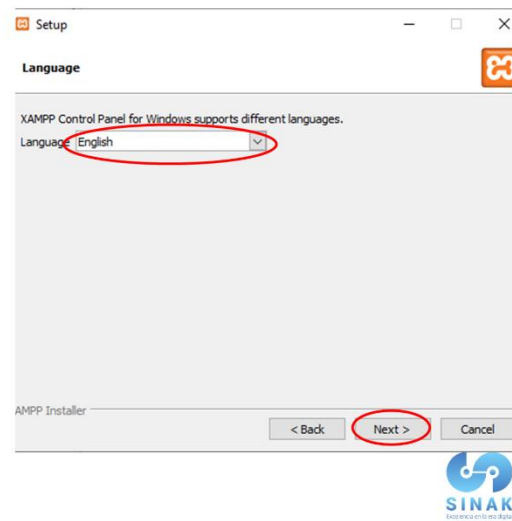 Setup
Language
XAMPP Control Panel for Windows supports different languages.
Language English
AMPP Installer
< Back Next > Cancel
SINAK